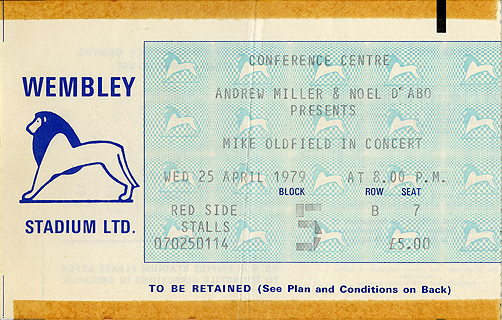 WEMBLEY
STADIUM LTD.
CONFERENCE CENTRE
ANDREW MILLER & NOEL D'ABO
PRESENTS
MIKE OLDFIELD IN CONCERT
WED 25 APRIL 1979 AT 8.00 P.M.
BLOCK ROW SEAT
RED SIDE 5 B 7
STALLS
070250114 £5.00
TO BE RETAINED (See Plan and Conditions on Back)